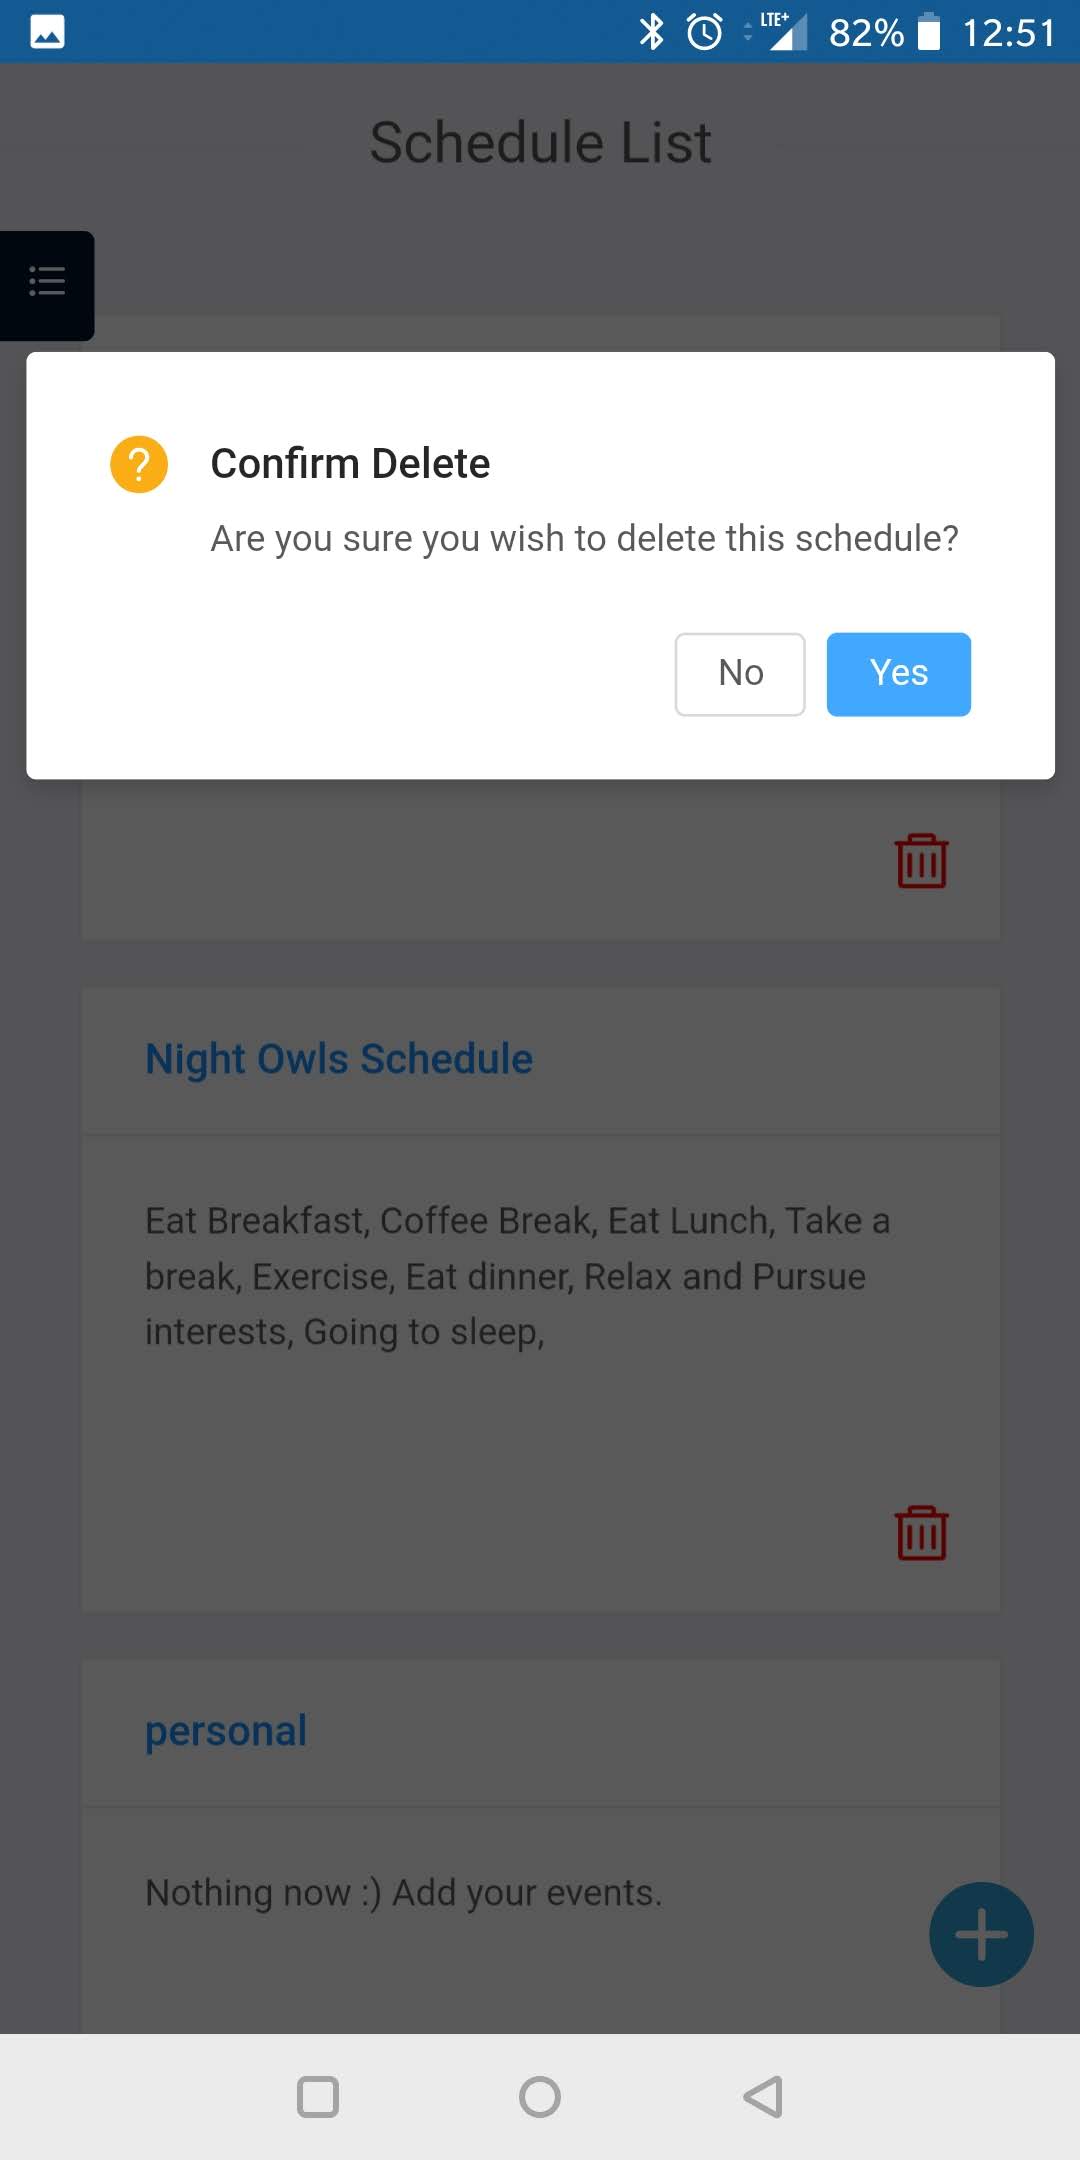 LTE+ 82% 12:51
Schedule List
Confirm Delete
Are you sure you wish to delete this schedule?
No Yes
Night Owls Schedule
Eat Breakfast, Coffee Break, Eat Lunch, Take a
break, Exercise, Eat dinner, Relax and Pursue
interests, Going to sleep,
personal
Nothing now :) Add your events.